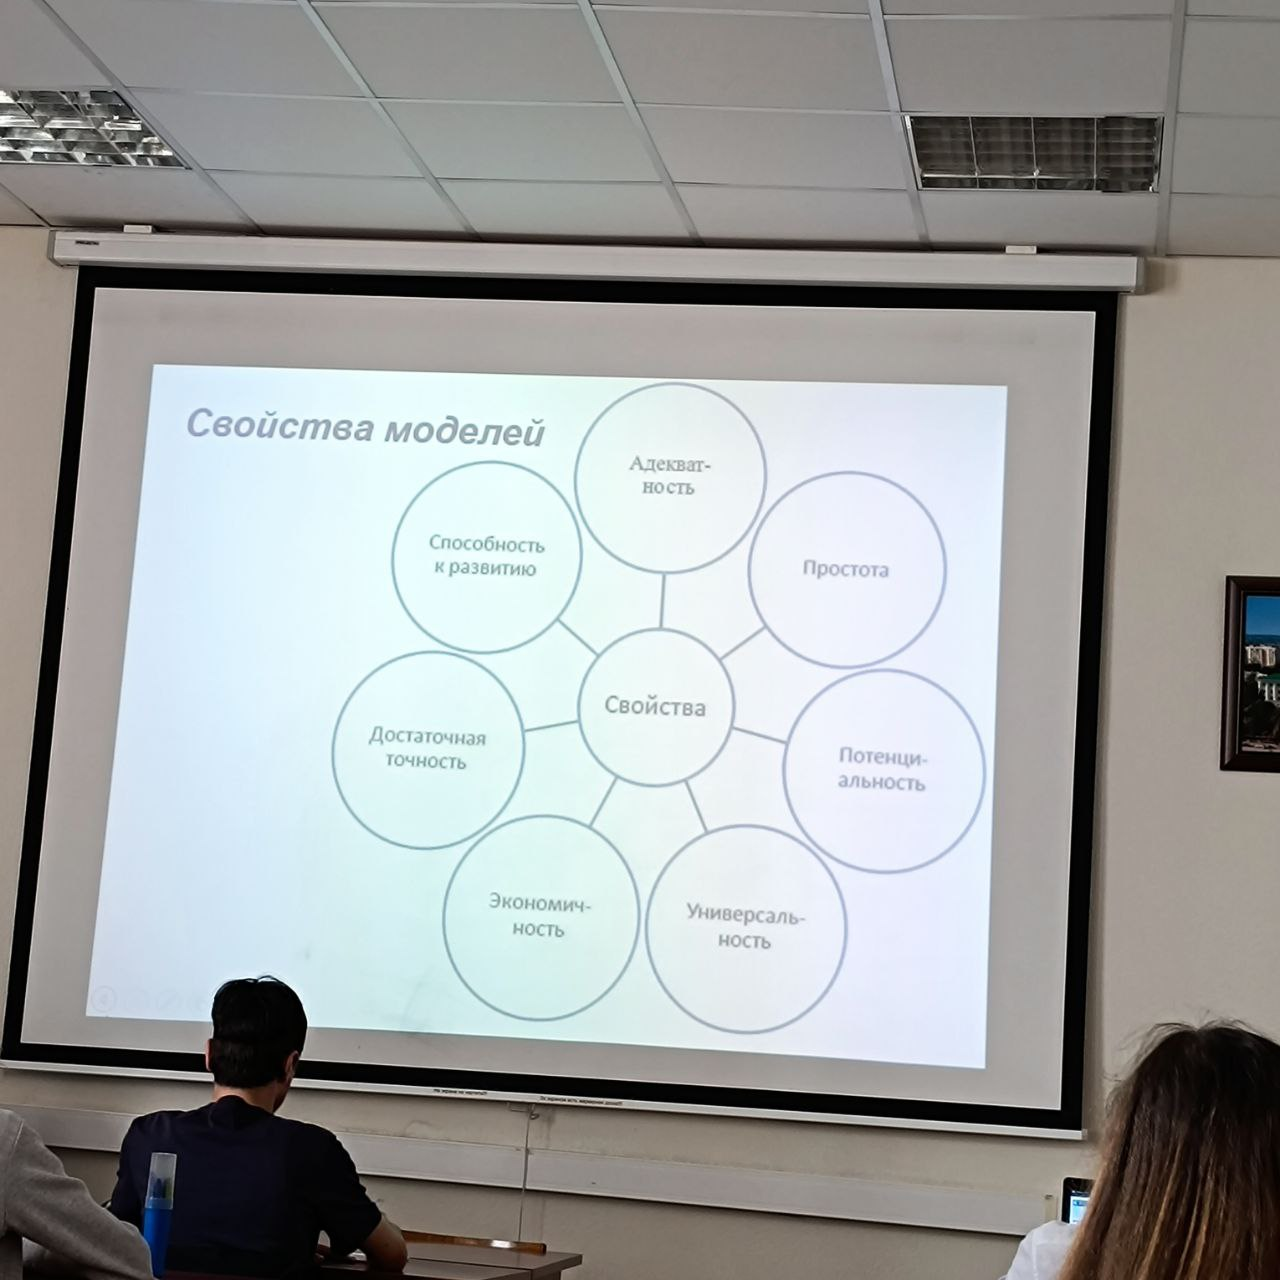 Свойства моделей
Адекват-
ность
Простота
Потенци-
альность
Универсаль-
ность
Экономич-
ность
Достаточная
точность
Способность
к развитию
Свойства